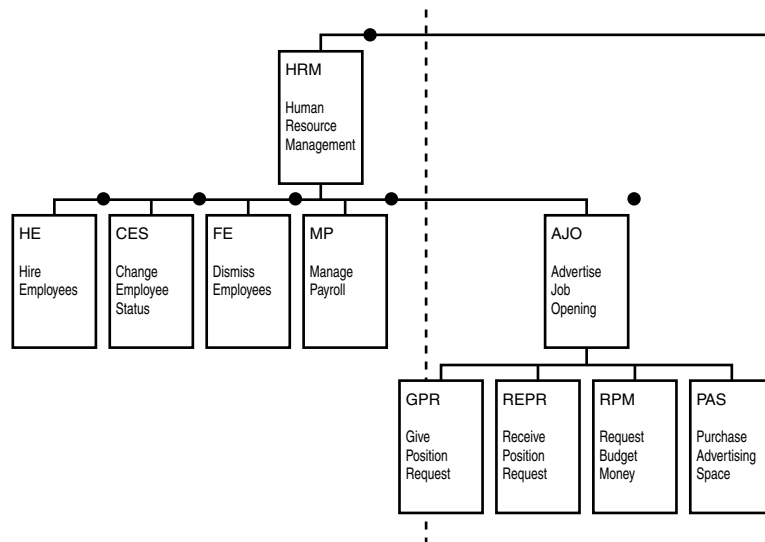 HRM
Human
Resource
Management
HE
Hire
Employees
CES
Change
Employee
Status
FE
Dismiss
Employees
MP
Manage
Payroll
AJO
Advertise
Job
Opening
GPR
Give
Position
Request
REPR
Receive
Position
Request
RPM
Request
Budget
Money
PAS
Purchase
Advertising
Space